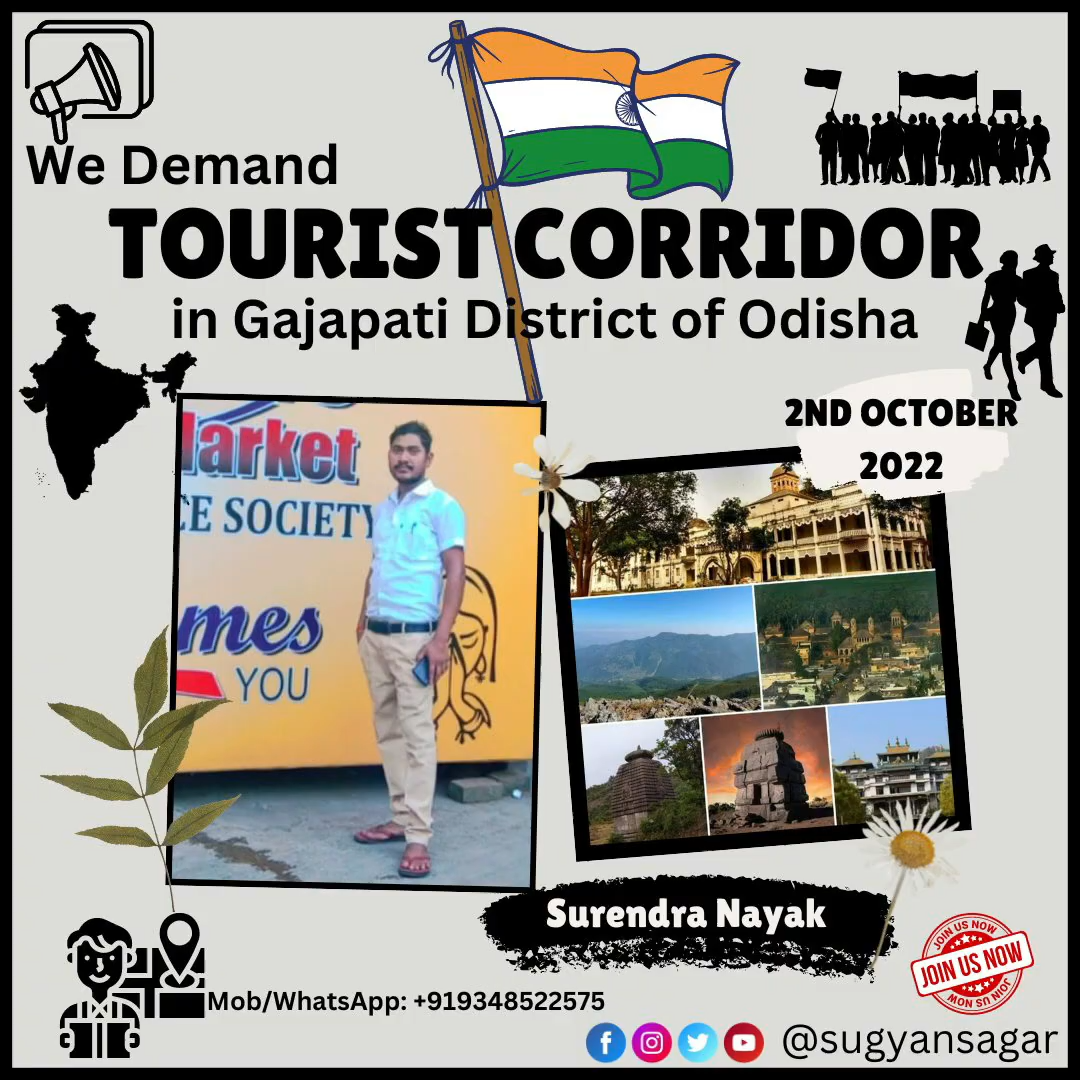 We Demand
TOURIST CORRIDOR
in Gajapati District of Odisha
2ND OCTOBER
2022
Market
CE SOCIETY
mes
YOU
Surendra Nayak
JOIN US NOW
JOIN US NOW
JOIN US NOW
Mob/WhatsApp: +919348522575
@sugyansagar